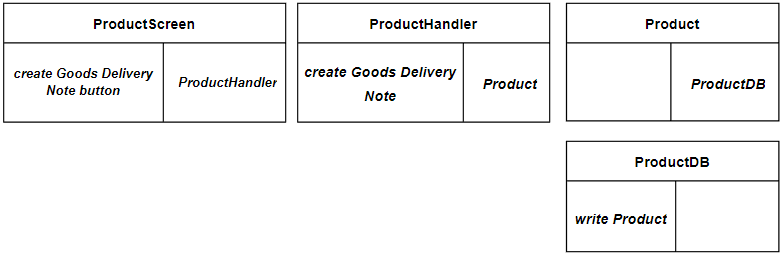 ProductScreen
create Goods Delivery
Note button
ProductHandler
ProductHandler
create Goods Delivery
Note
Product
Product
ProductDB
ProductDB
write Product